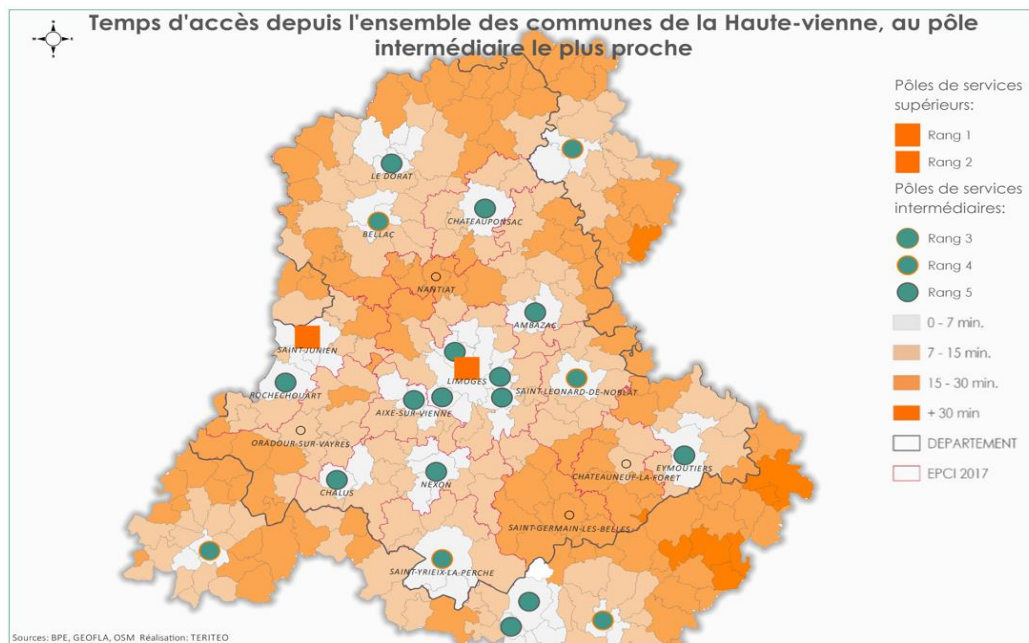 Temps d'accès depuis l'ensemble des communes de la Haute-vienne, au pôle
intermédiaire le plus proche
Pôles de services
supérieurs:
Rang 1
Rang 2
Pôles de services
intermédiaires:
Rang 3
Rang 4
Rang 5
0 - 7 min.
7 - 15 min.
15 - 30 min.
+ 30 min
DEPARTEMENT
EPCI 2017
LE DORAT
CHATEAUPONSAC
BELLAC
NANTIAT
AMBAZAC
SAINT-JUNIEN
LIMOGES
ROCHECHOUART
SAINT-LEONARD-DE-NOBLAT
AIXE-SUR-VIENNE
ORADOUR-SUR-VAYRES
EYMOUTIERS
CHÂTEAUNEUF-LA-FORÊT
CHALUS
NEXON
SAINT-GERMAIN-LES-BELLES
SAINT-YRIEIX-LA-PERCHE
Sources: BPE, GEOFLA, OSM Réalisation: TERITEO